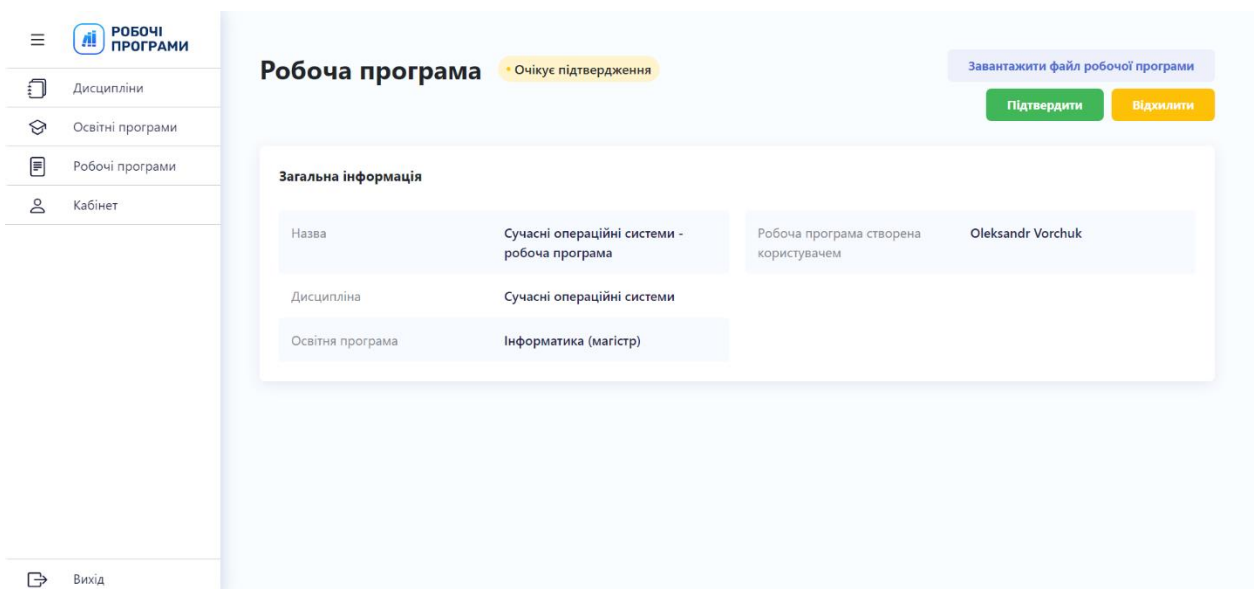 РОБОЧІ
ПРОГРАМИ
Дисципліни
Освітні програми
Робочі програми
Кабінет
Вихід
Робоча програма
Очікує підтвердження
Завантажити файл робочої програми
Підтвердити
Відхилити
Загальна інформація
Назва
Сучасні операційні системи -
робоча програма
Робоча програма створена
користувачем
Oleksandr Vorchuk
Дисципліна
Сучасні операційні системи
Освітня програма
Інформатика (магістр)